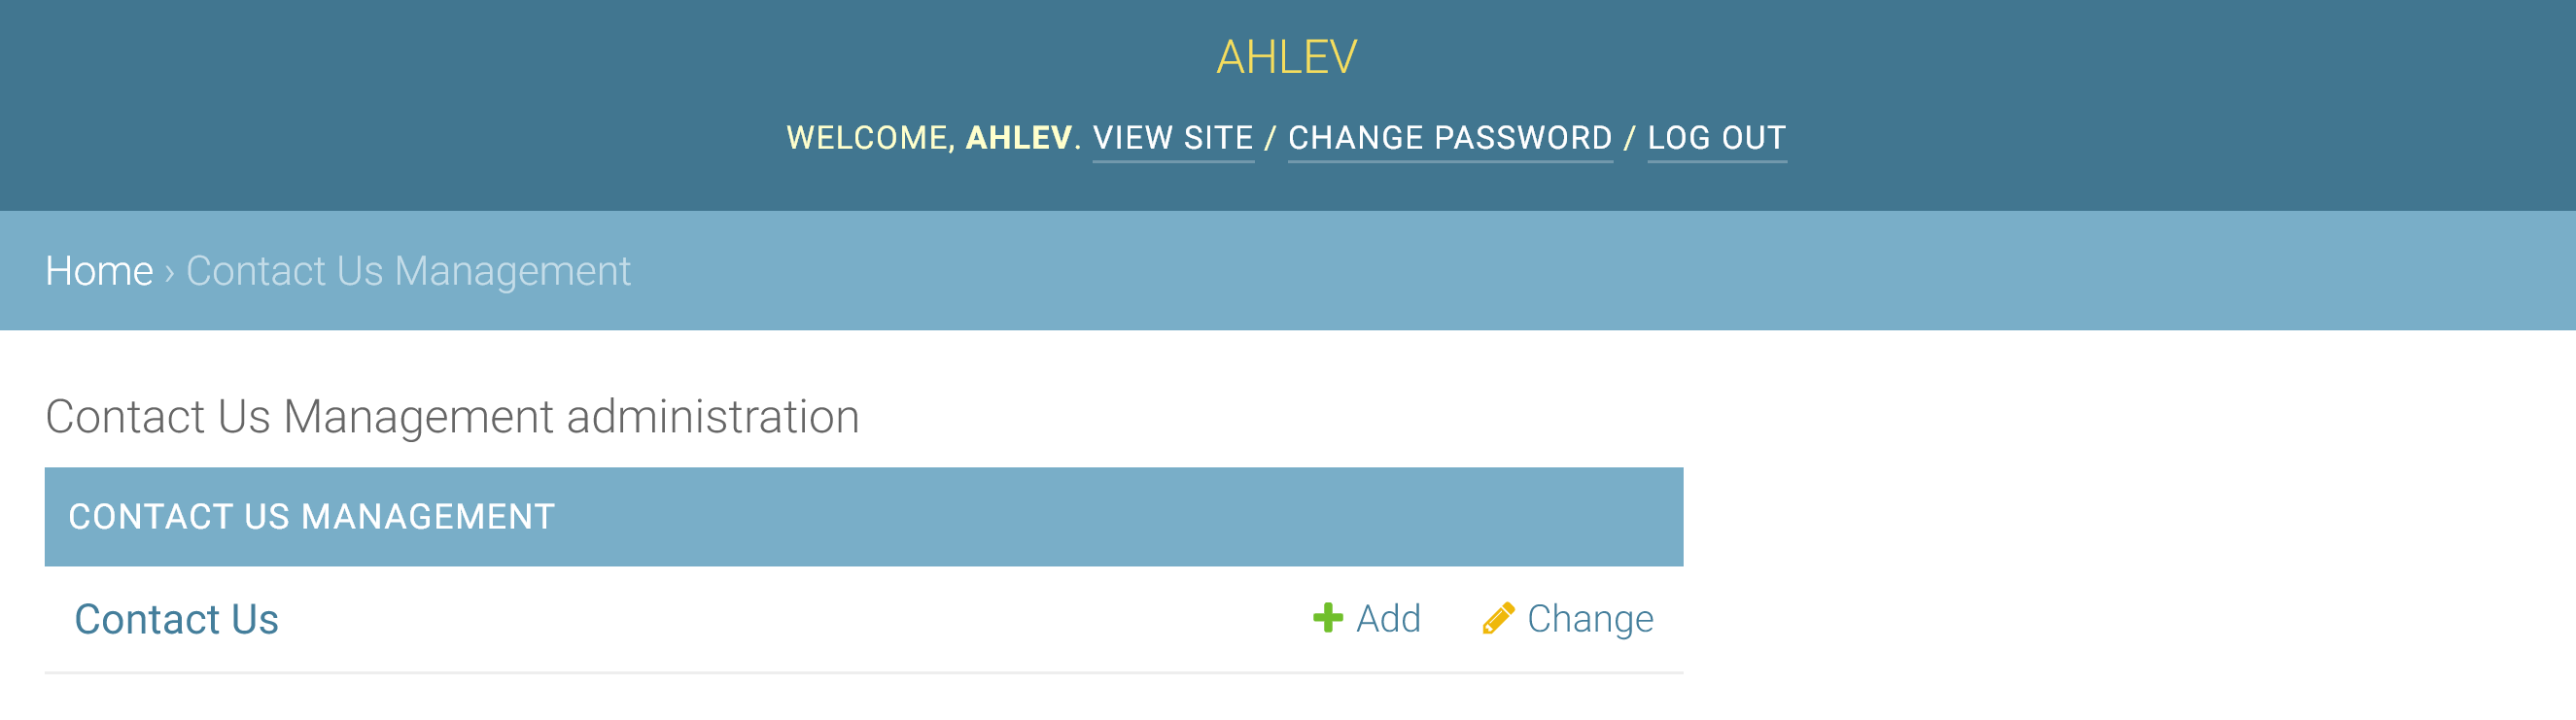 AHLEV
WELCOME, AHLEV. VIEW SITE / CHANGE PASSWORD / LOG OUT
Home › Contact Us Management
Contact Us Management administration
CONTACT US MANAGEMENT
Contact Us Add Change